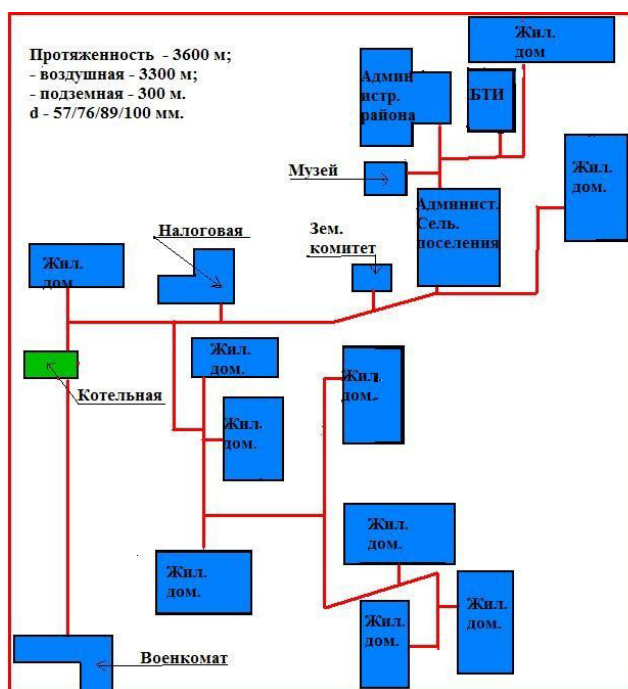 Протяженность - 3600 м;
- воздушная - 3300 м;
- подземная - 300 м.
d - 57/76/89/100 мм.
Жил.
дом
Админ
истр.
района
БТИ
Жил.
дом.
Музей
Админист.
Сель.
поселения
Налоговая
Зем.
комитет
Жил.
дом
Жил.
дом.
Жил.
дом.
Котельная
Жил.
дом.
Жил.
дом.
Жил.
дом.
Жил.
дом.
Жил.
дом.
Военкомат